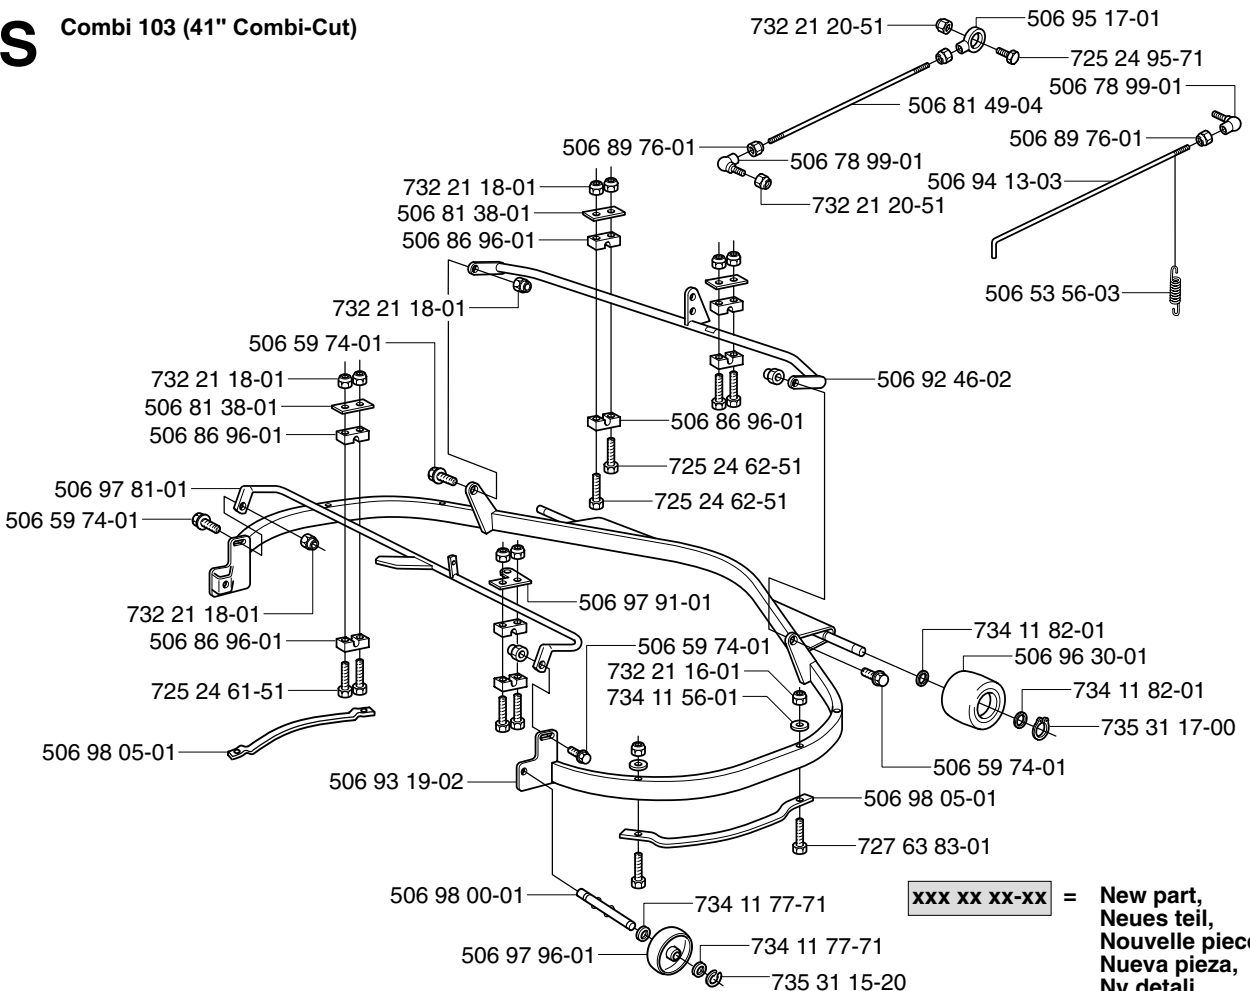 S Combi 103 (41" Combi-Cut)
732 21 20-51
506 95 17-01
725 24 95-71
506 78 99-01
506 81 49-04
506 89 76-01
506 89 76-01
506 78 99-01
732 21 18-01
506 94 13-03
506 81 38-01
732 21 20-51
506 86 96-01
506 53 56-03
732 21 18-01
506 59 74-01
732 21 18-01
506 92 46-02
506 81 38-01
506 86 96-01
506 86 96-01
725 24 62-51
506 97 81-01
725 24 62-51
506 59 74-01
506 97 91-01
732 21 18-01
734 11 82-01
506 86 96-01
506 59 74-01
506 96 30-01
732 21 16-01
725 24 61-51
734 11 82-01
734 11 56-01
735 31 17-00
506 98 05-01
506 59 74-01
506 93 19-02
506 98 05-01
727 63 83-01
506 98 00-01
734 11 77-71
xxx xx xx-xx = New part,
Neues teil,
Nouvelle piece
506 97 96-01
734 11 77-71
Nueva pieza,
735 31 15-20
Ny detalj